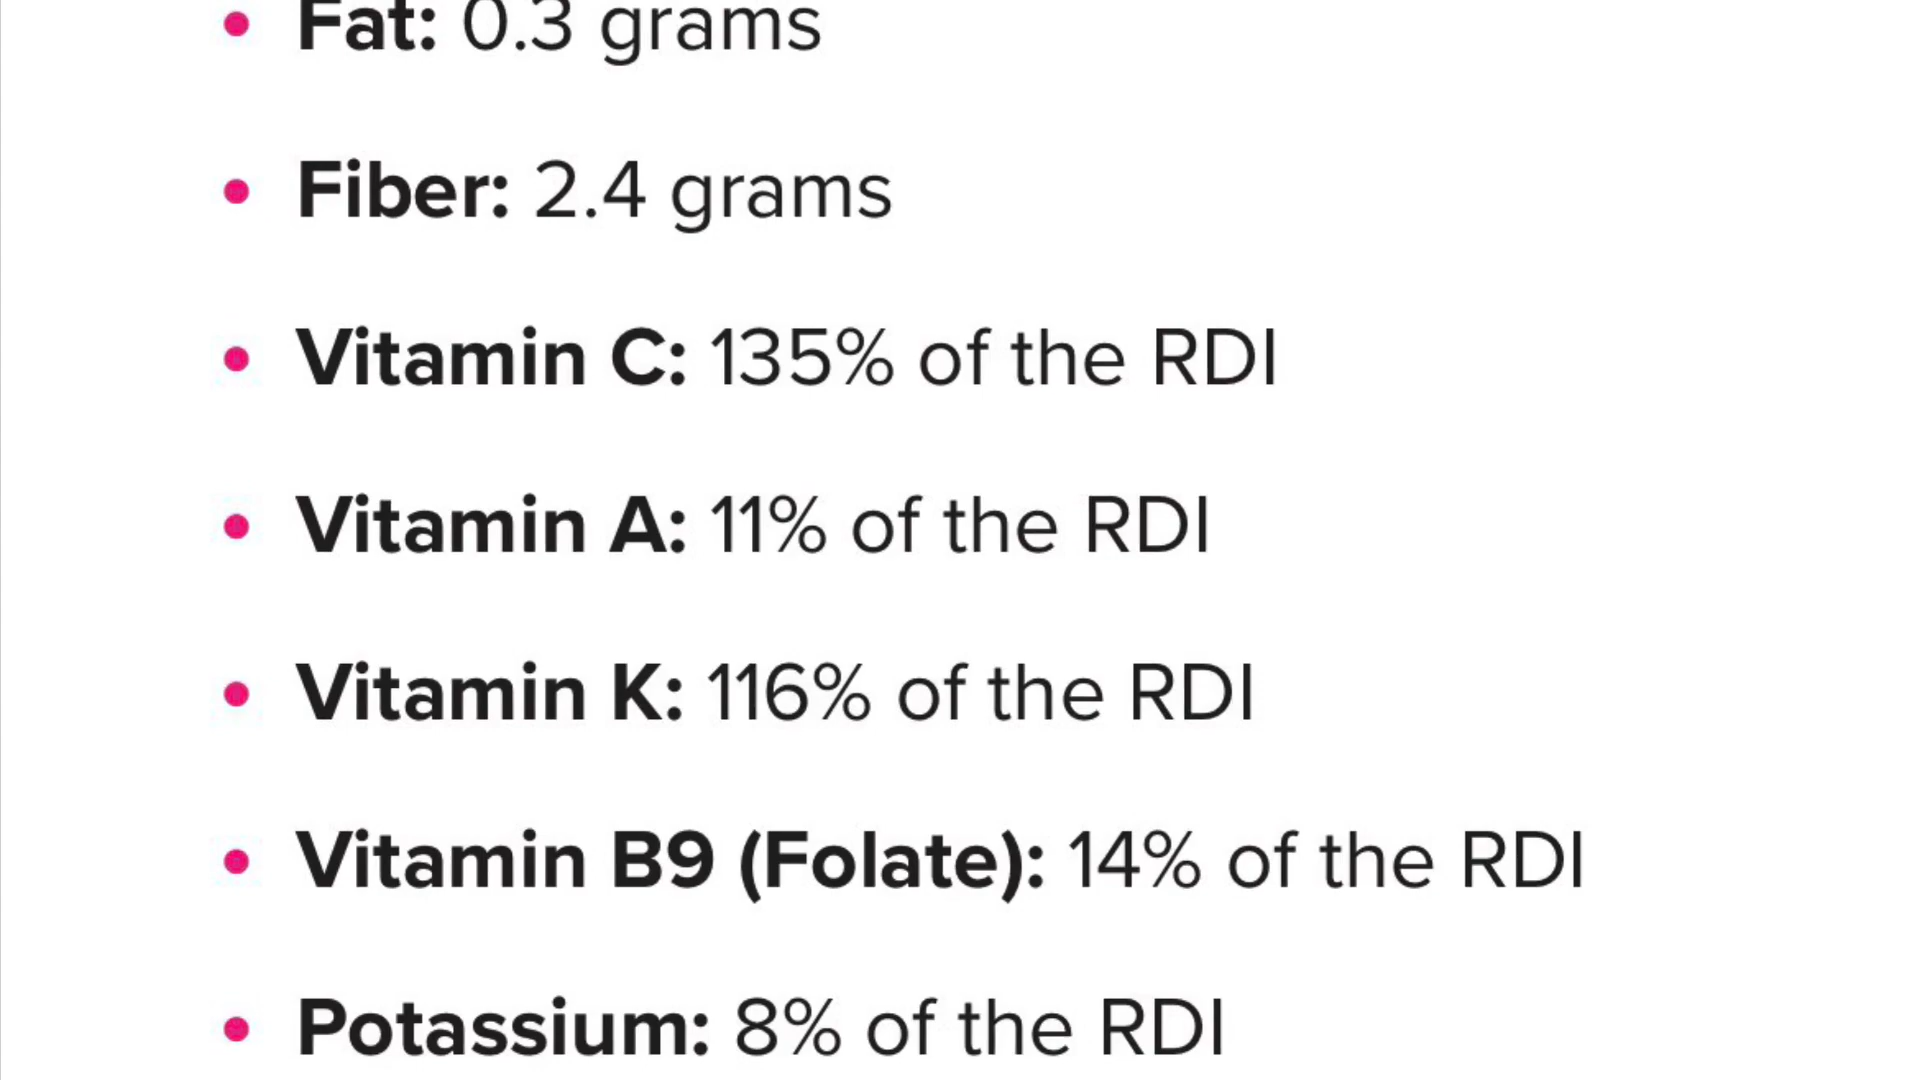 Fat: 0.3 grams
Fiber: 2.4 grams
Vitamin C: 135% of the RDI
Vitamin A: 11% of the RDI
Vitamin K: 116% of the RDI
Vitamin B9 (Folate): 14% of the RDI
Potassium: 8% of the RDI